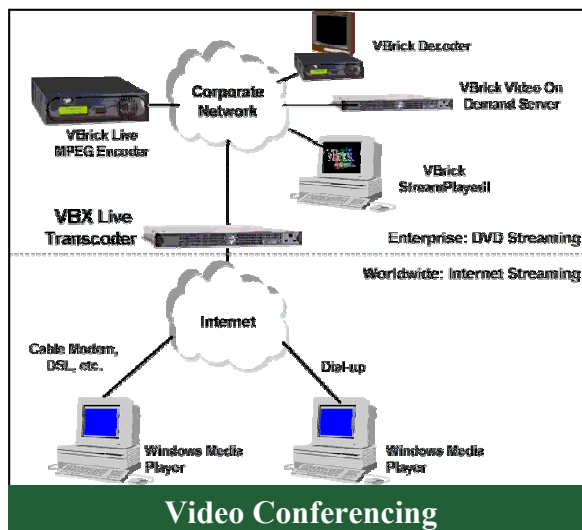 VBrick Decoder
Corporate
Network
VBrick Video On
Demand Server
VBrick Live
MPEG Encoder
VBrick
StreamPlayerII
VBX Live
Transcoder
Enterprise: DVD Streaming
Worldwide: Internet Streaming
Internet
Cable Modem,
DSL, etc.
Dial-up
Windows Media
Player
Windows Media
Player
Video Conferencing